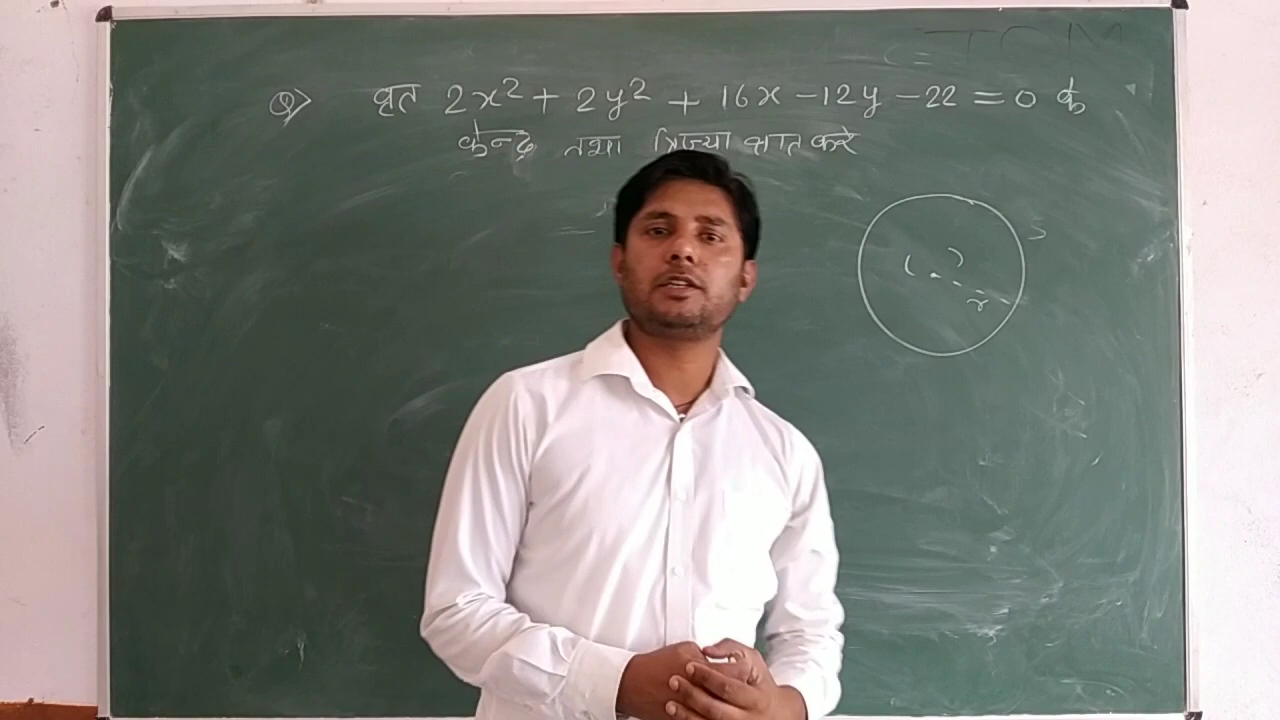 Q> वृत 2x² + 2y² + 16x - 12y - 22 = 0 के
केन्द्र तथा त्रिज्या ज्ञात करे
r